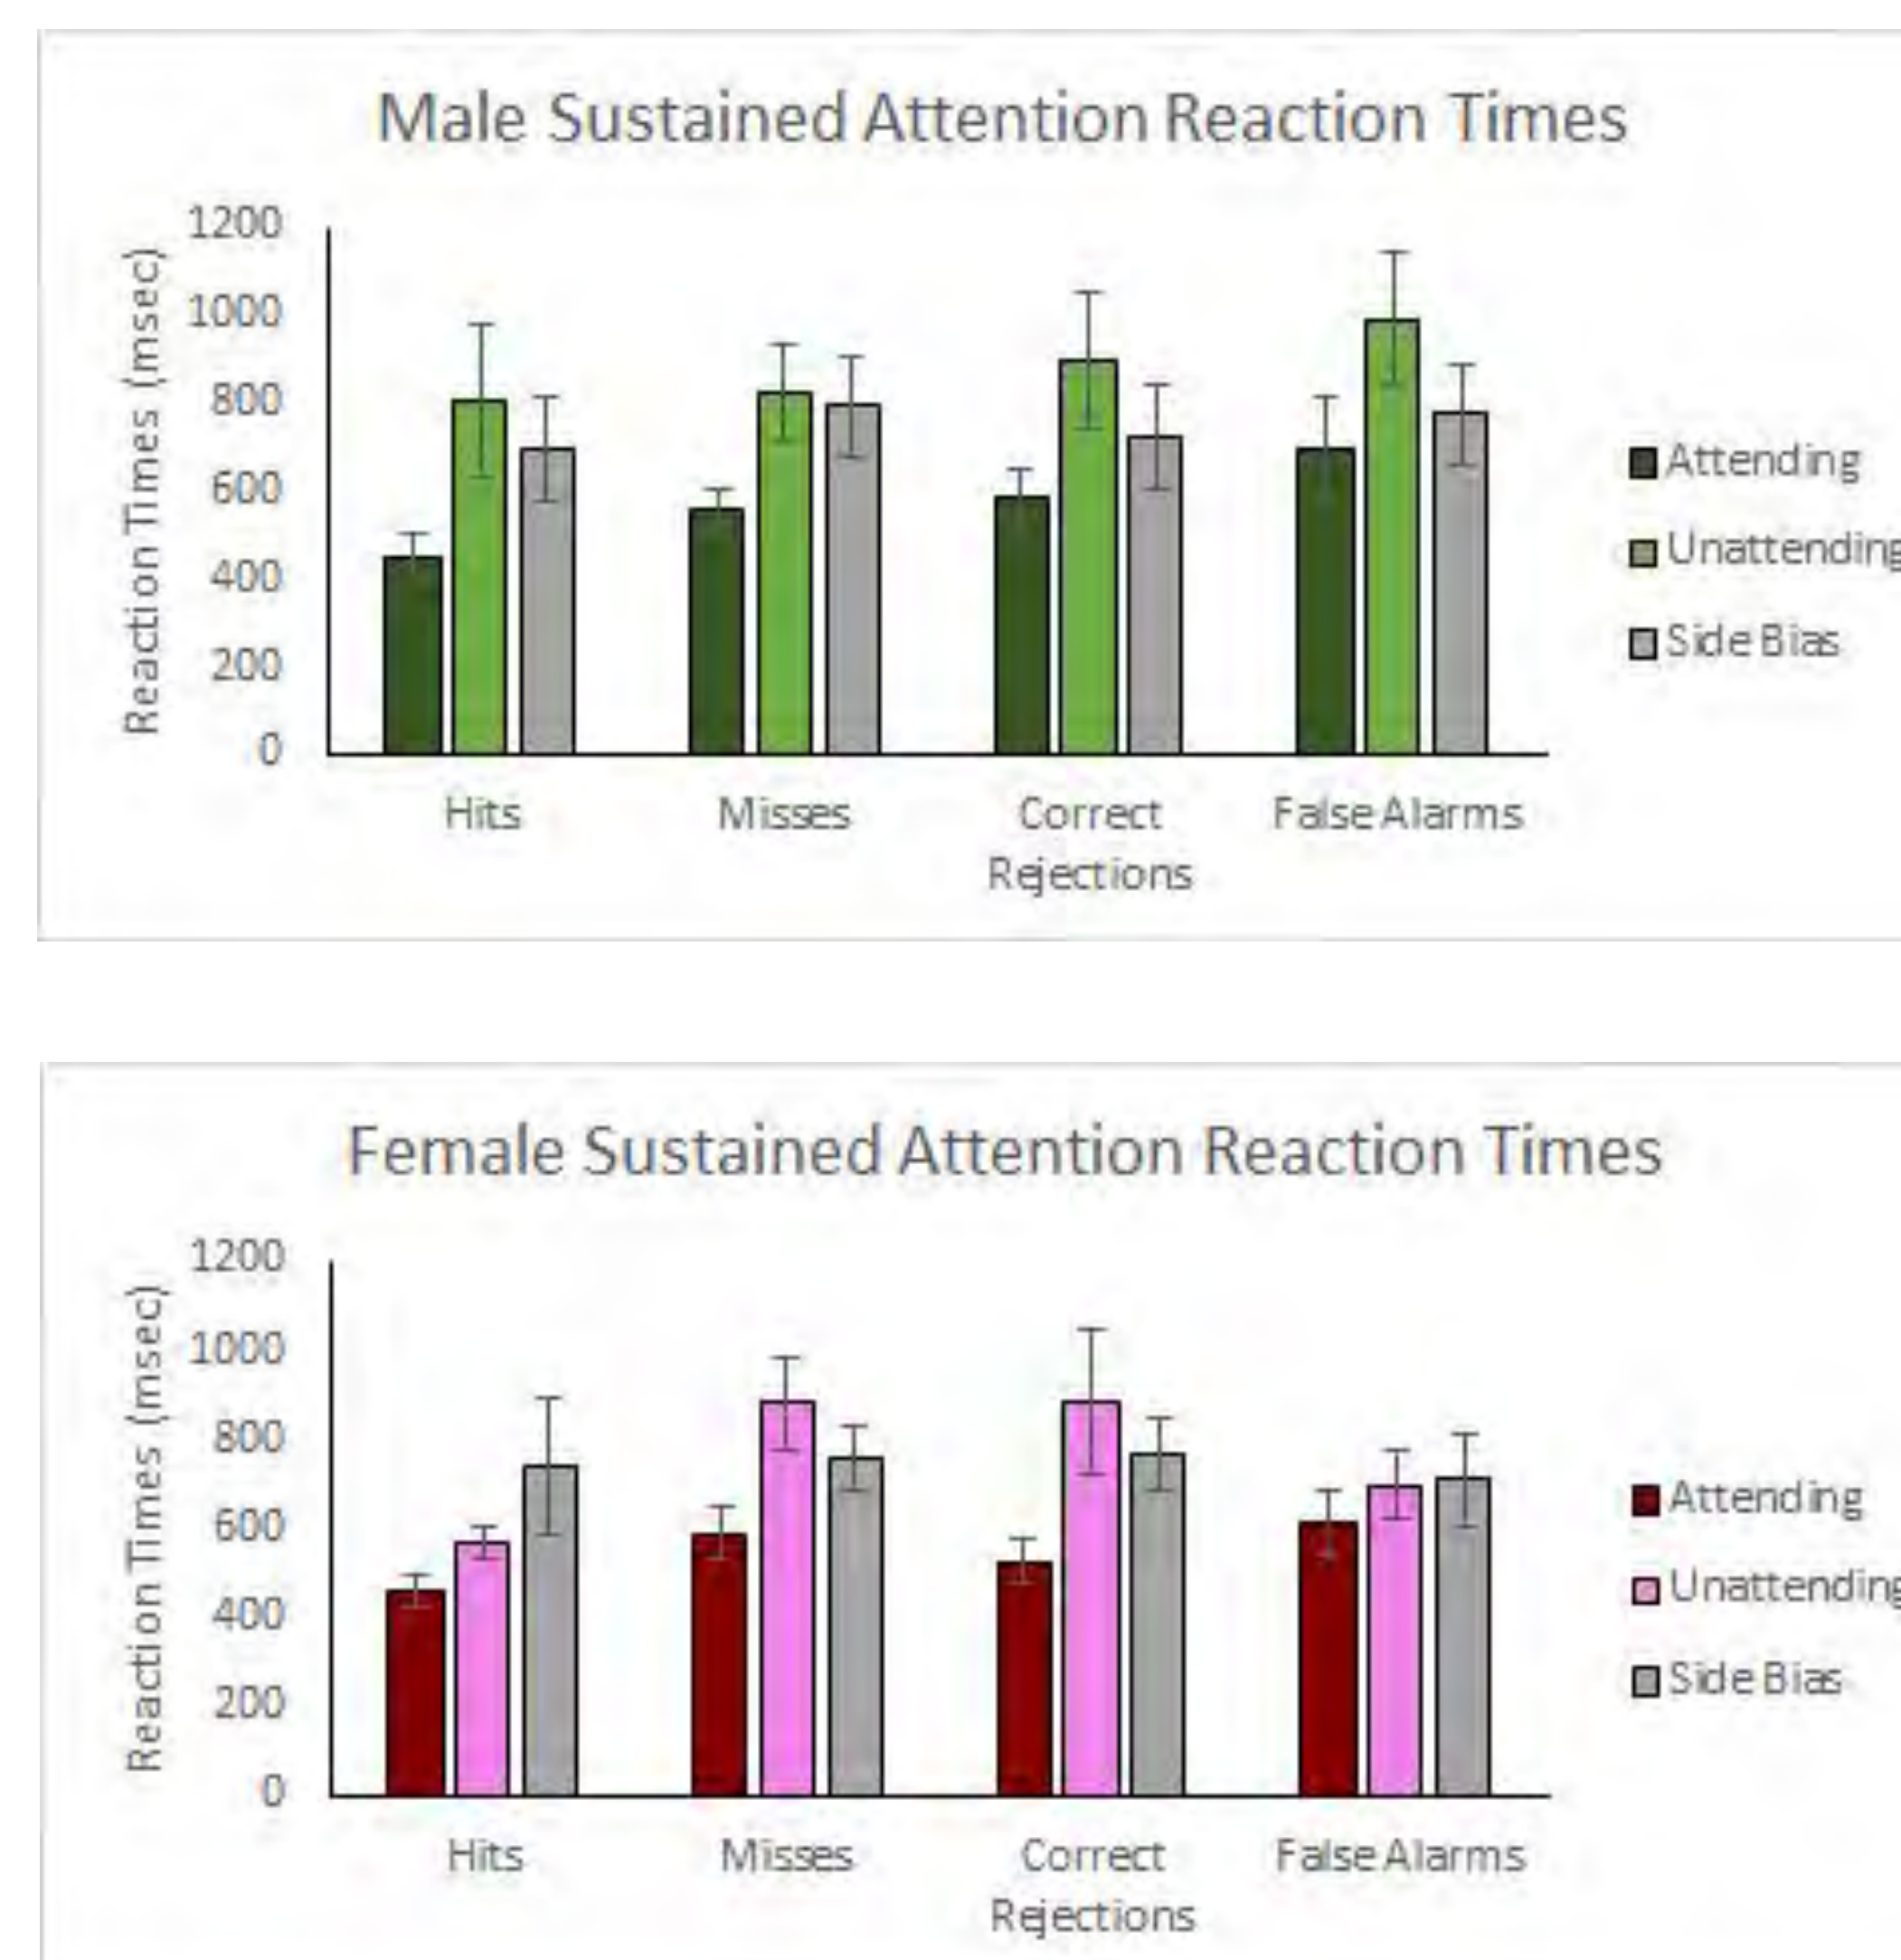 Male Sustained Attention Reaction Times
Reaction Times (msec)
1200
1000
800
600
400
200
0
Hits
Misses
Correct
Rejections
False Alarms
Attending
Unattending
Side Bias
Female Sustained Attention Reaction Times
Reaction Times (msec)
1200
1000
800
600
400
200
0
Hits
Misses
Correct
Rejections
False Alarms
Attending
Unattending
Side Bias